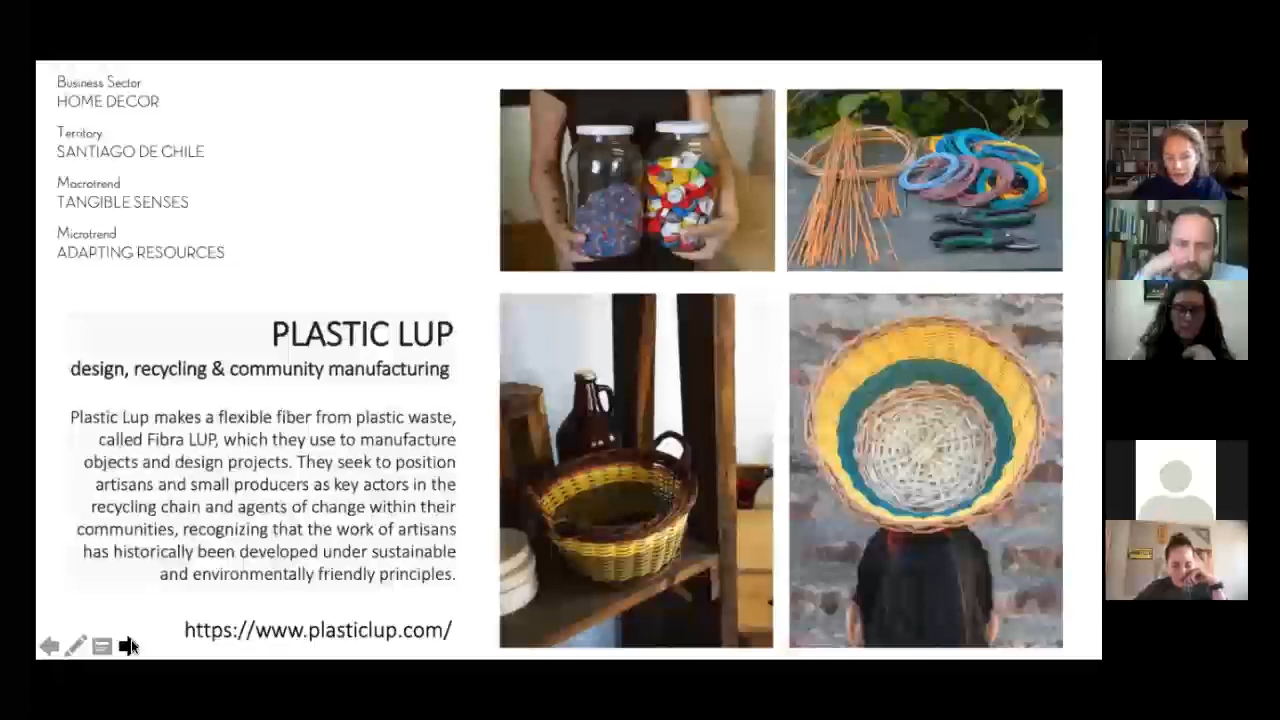 Business Sector
HOME DECOR
Territory
SANTIAGO DE CHILE
Macrotrend
TANGIBLE SENSES
Microtrend
ADAPTING RESOURCES
PLASTIC LUP
design, recycling & community manufacturing
Plastic Lup makes a flexible fiber from plastic waste,
called Fibra LUP, which they use to manufacture
objects and design projects. They seek to position
artisans and small producers as key actors in the
recycling chain and agents of change within their
communities, recognizing that the work of artisans
has historically been developed under sustainable
and environmentally friendly principles.
https://www.plasticlup.com/